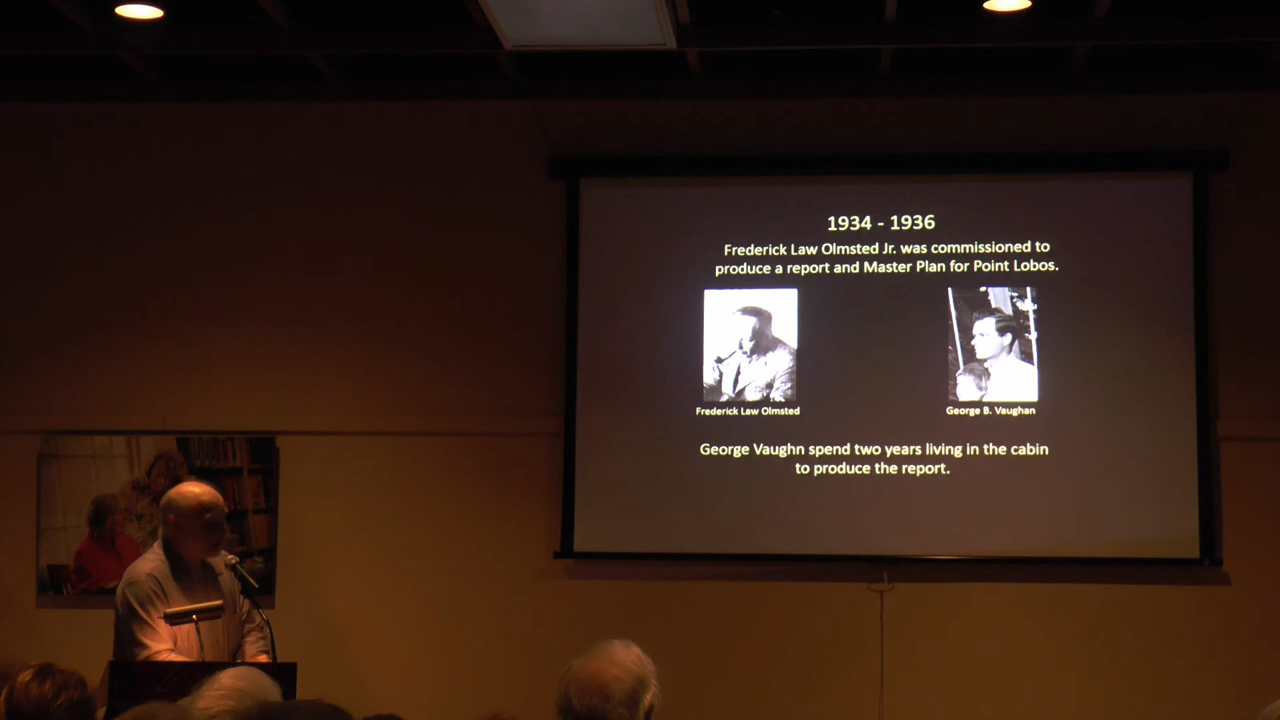 1934 - 1936
Frederick Law Olmsted Jr. was commissioned to
produce a report and Master Plan for Point Lobos.
Frederick Law Olmsted
George B. Vaughan
George Vaughn spend two years living in the cabin
to produce the report.